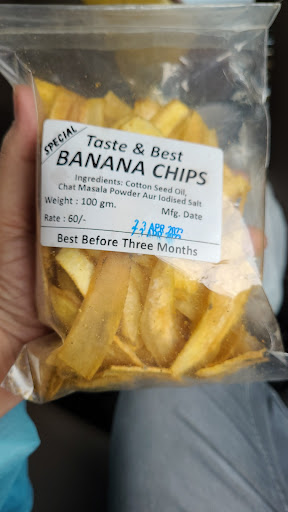 SPECIAL
Taste & Best
BANANA CHIPS
Ingredients: Cotton Seed Oil,
Chat Masala Powder Aur Iodised Salt
Weight : 100 gm.
Mfg. Date
Rate : 60/-
APR
Best Before Three Months